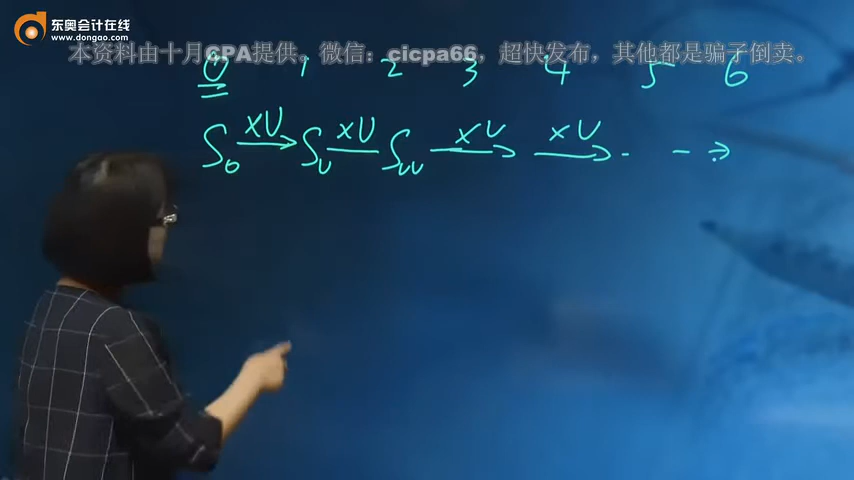 东奥会计在线
www.dongao.com
本资料由十月CPA提供。微信：cicpa66，超快发布，其他都是骗子倒卖。
0 1 2 3 4 5 6
S₀ ×U→ Sᵤ ×U Sᵤᵤ → ×U → ×U · - →